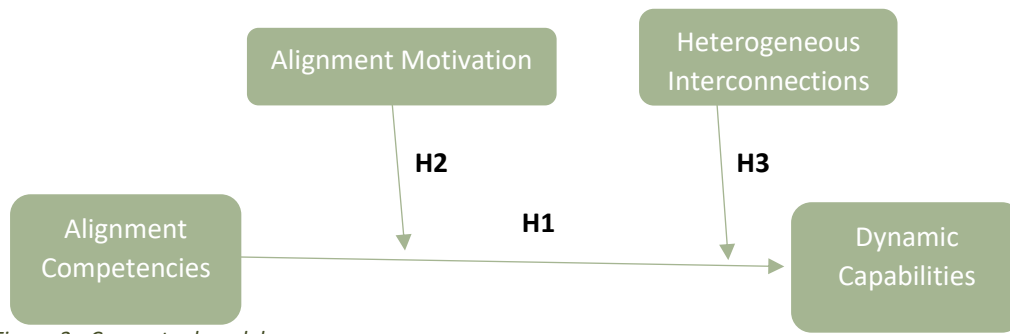 Alignment Motivation
Heterogeneous
Interconnections
H2
H3
H1
Alignment
Competencies
Dynamic
Capabilities